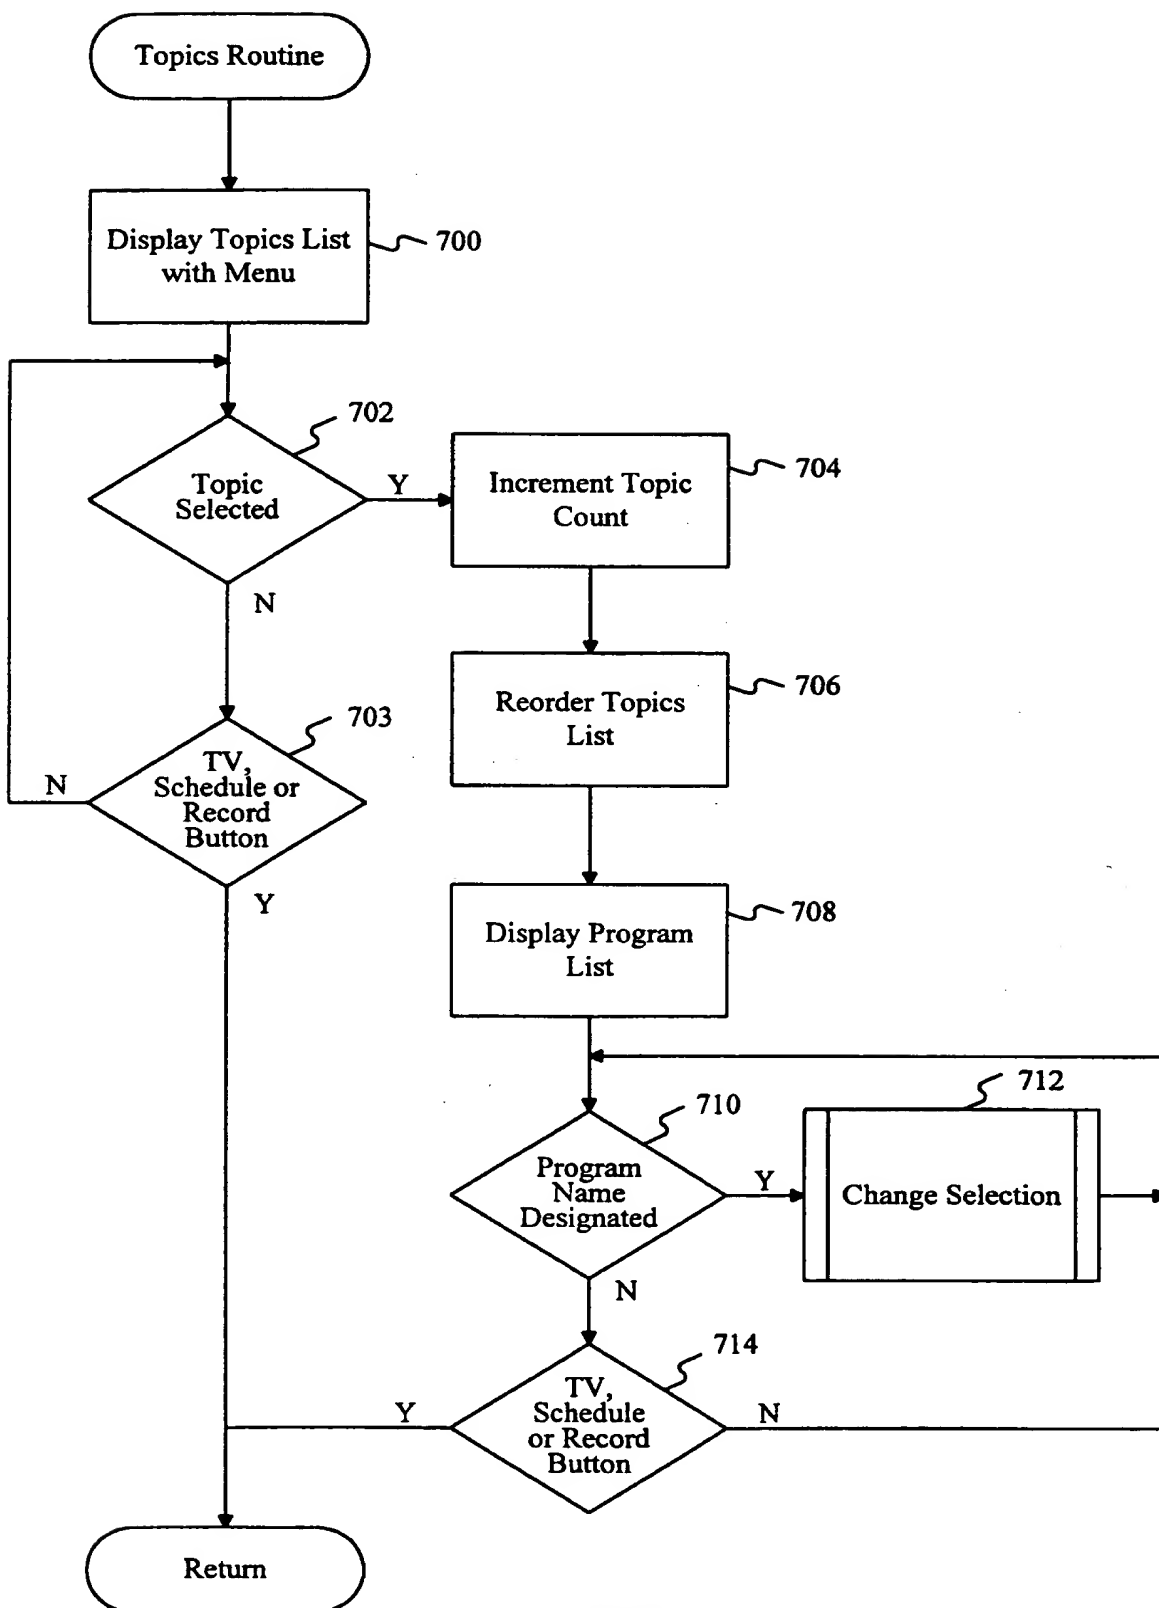 Topics Routine
Display Topics List
with Menu
700
702
Topic
Selected
Y
N
Increment Topic
Count
704
Reorder Topics
List
706
703
TV,
Schedule or
Record
Button
N
Y
Display Program
List
708
710
Program
Name
Designated
Y
N
712
Change Selection
714
TV,
Schedule
or Record
Button
Y
N
Return